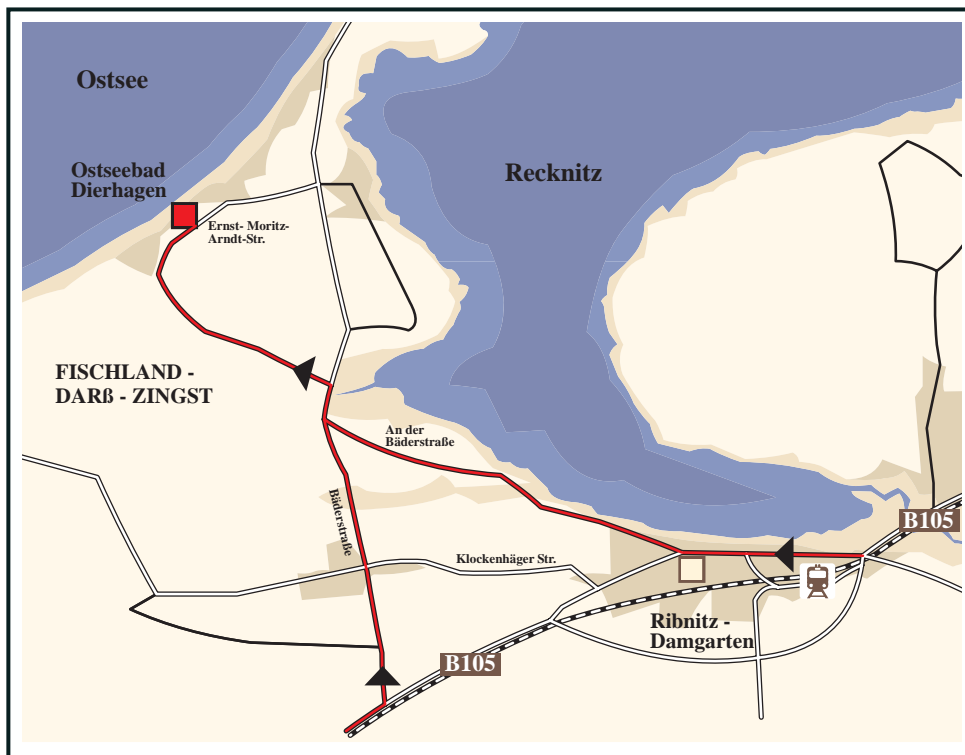 Ostsee
Ostseebad
Dierhagen
Recknitz
Ernst- Moritz-
Arndt-Str.
FISCHLAND -
DARß - ZINGST
An der
Bäderstraße
Bäderstraße
B105
Klockenhäger Str.
Ribnitz -
Damgarten
B105